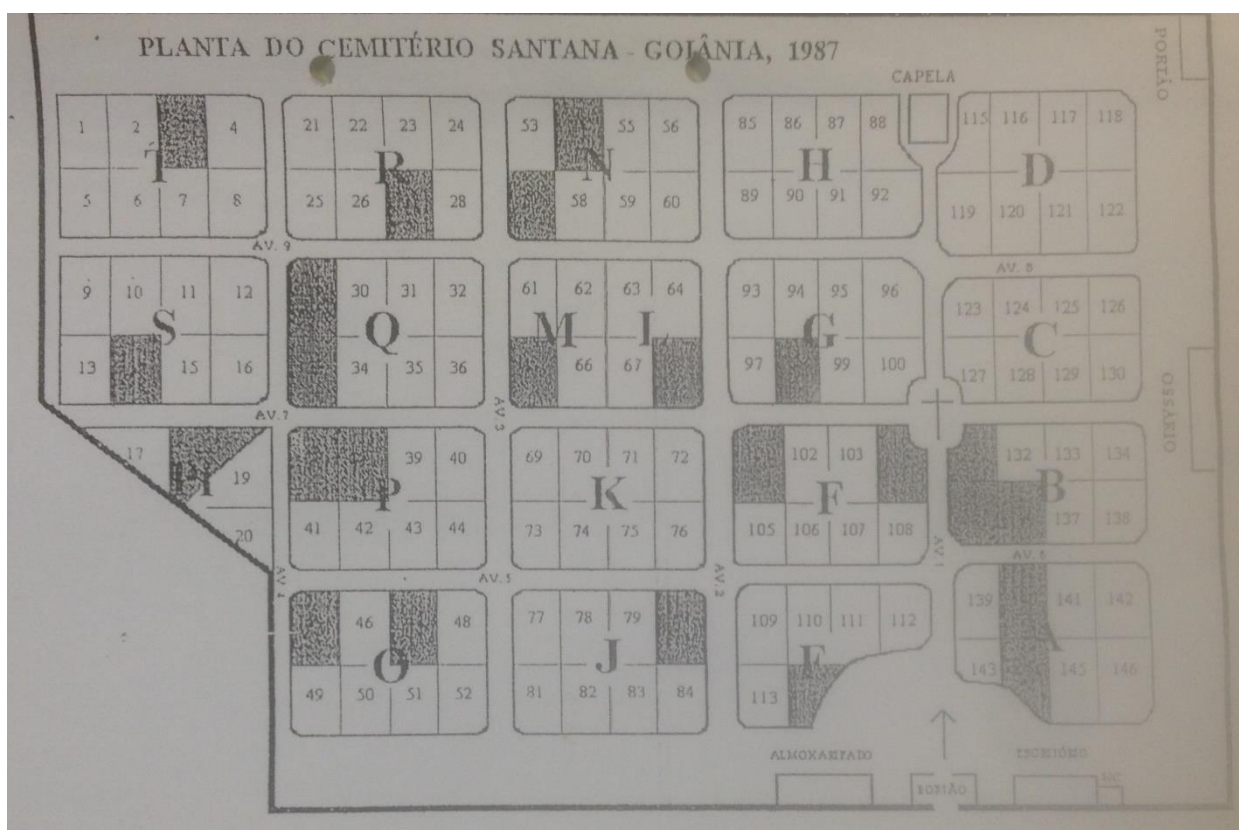 PLANTA DO CEMITÉRIO SANTANA - GOIÂNIA, 1987
PORTÃO
CAPELA
1 2 4
T
5 6 7 8
21 22 23 24
R
25 26 28
53 55 56
N
58 59 60
85 86 87 88
H
89 90 91 92
115 116 117 118
D
119 120 121 122
AV. 9
AV. 8
9 10 11 12
S
13 15 16
30 31 32
Q
34 35 36
61 62 63 64
M L
66 67
93 94 95 96
G
97 99 100
123 124 125 126
C
127 128 129 130
OSSÁRIO
AV. 7
AV. 3
17
19
20
39 40
P
41 42 43 44
69 70 71 72
K
73 74 75 76
102 103
F
105 106 107 108
132 133 134
B
137 138
AV. 5
AV. 2
AV. 1
AV. 6
46 48
O
49 50 51 52
77 78 79
J
81 82 83 84
109 110 111 112
113
139 141 142
A
143 145 146
ALMOXARIFADO
PORTÃO
ESCRITÓRIO